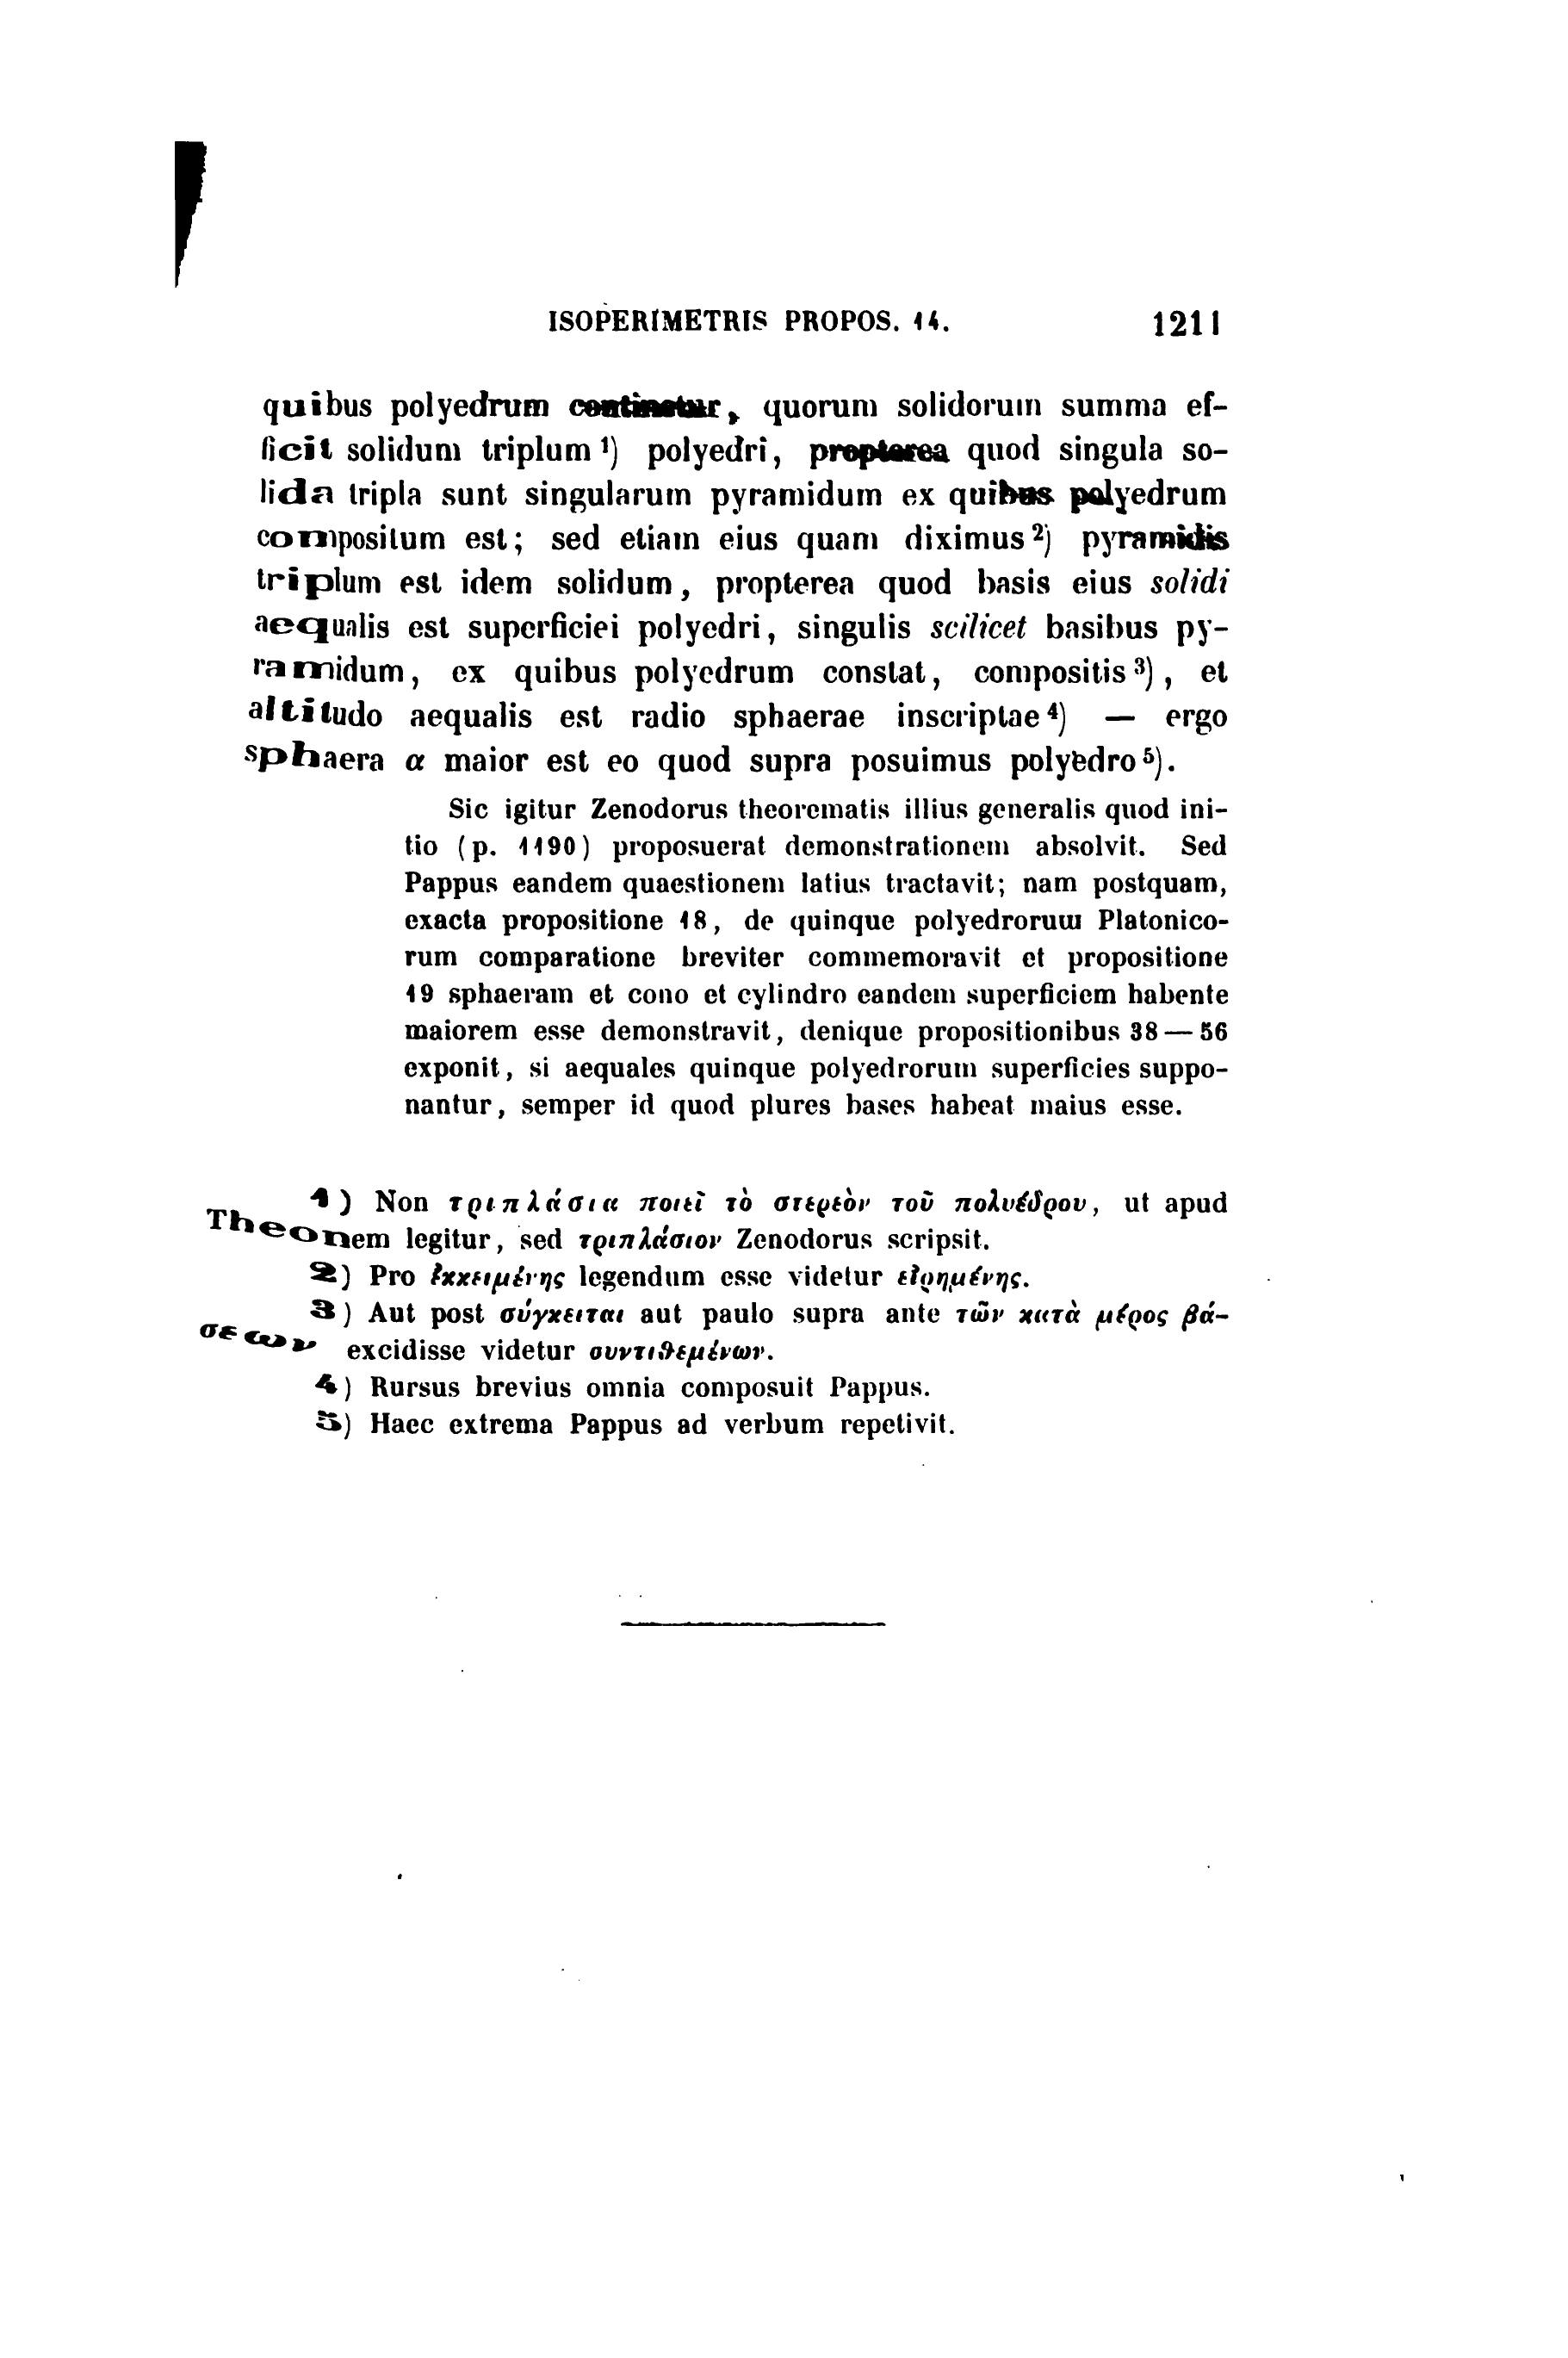 ISOPERIMETRIS PROPOS. 14. 1211
quibus polyedrum continetur, quorum solidorum summa ef-
ficit solidum triplum 1) polyedri, propterea quod singula so-
lida tripla sunt singularum pyramidum ex quibus polyedrum
compositum est; sed etiam eius quam diximus 2) pyramidis
triplum est idem solidum, propterea quod basis eius solidi
aequalis est superficiei polyedri, singulis scilicet basibus py-
ramidum, ex quibus polyedrum constat, compositis 3), et
altitudo aequalis est radio sphaerae inscriptae 4) — ergo
sphaera α maior est eo quod supra posuimus polyedro 5).
Sic igitur Zenodorus theorematis illius generalis quod ini-
tio (p. 1190) proposuerat demonstrationem absolvit. Sed
Pappus eandem quaestionem latius tractavit; nam postquam,
exacta propositione 18, de quinque polyedrorum Platonico-
rum comparatione breviter commemoravit et propositione
19 sphaeram et cono et cylindro eandem superficiem habente
maiorem esse demonstravit, denique propositionibus 38—56
exponit, si aequales quinque polyedrorum superficies suppo-
nantur, semper id quod plures bases habeat maius esse.
1) Non τριπλάσια ποιεῖ τὸ στερεὸν τοῦ πολυέδρου, ut apud
Theonem legitur, sed τριπλάσιον Zenodorus scripsit.
2) Pro ἐκκειμένης legendum esse videtur εἰρημένης.
3) Aut post σύγκειται aut paulo supra ante τῶν κατὰ μέρος βά-
σεων excidisse videtur συντιθεμένων.
4) Rursus brevius omnia composuit Pappus.
5) Haec extrema Pappus ad verbum repetivit.